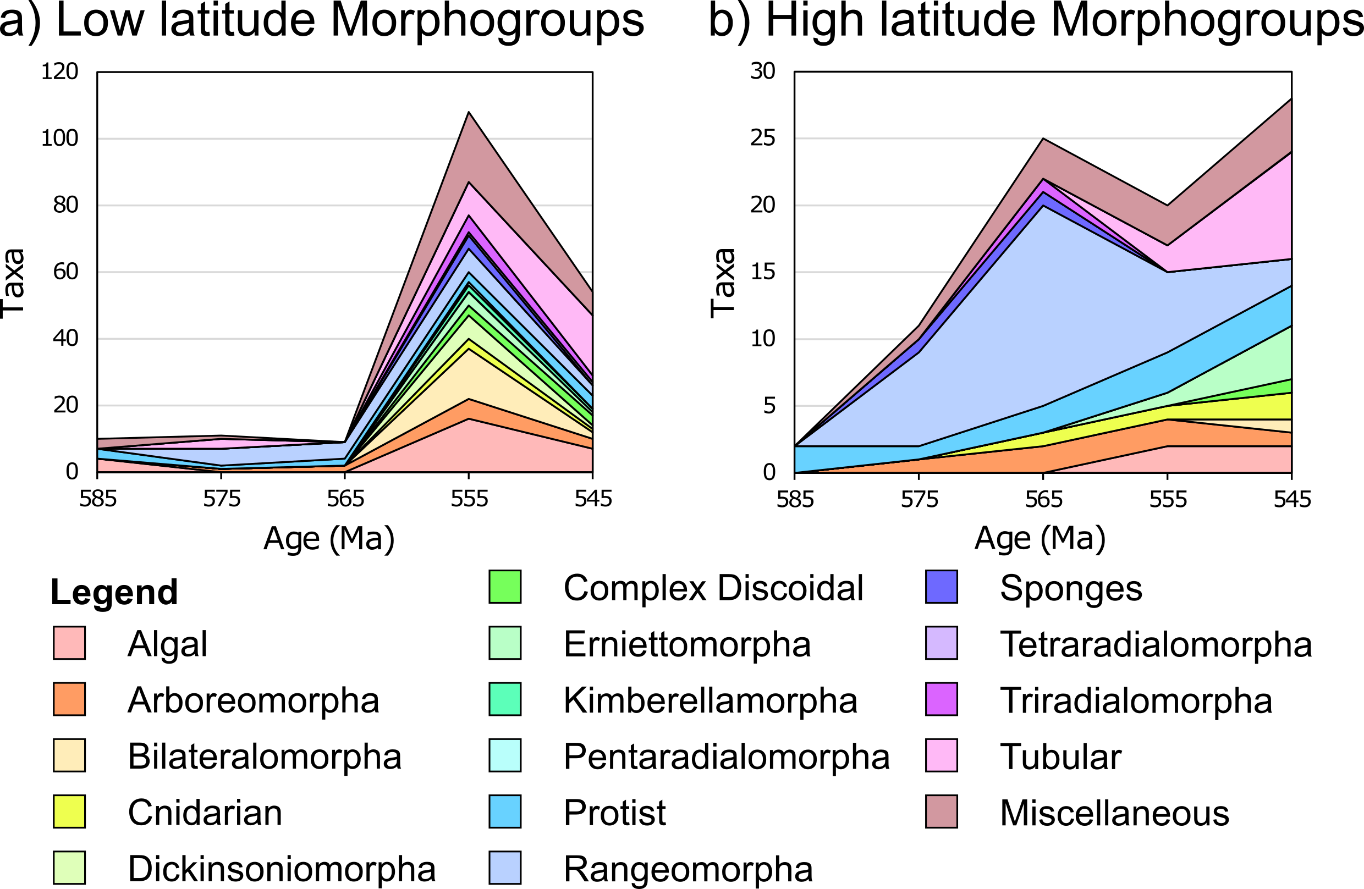 a) Low latitude Morphogroups
120
100
80
60
40
20
0
Taxa
585 575 565 555 545
Age (Ma)
b) High latitude Morphogroups
30
25
20
15
10
5
0
Taxa
585 575 565 555 545
Age (Ma)
Legend
Algal
Arboreomorpha
Bilateralomorpha
Cnidarian
Dickinsoniomorpha
Complex Discoidal
Erniettomorpha
Kimberellamorpha
Pentaradialomorpha
Protist
Rangeomorpha
Sponges
Tetraradialomorpha
Triradialomorpha
Tubular
Miscellaneous